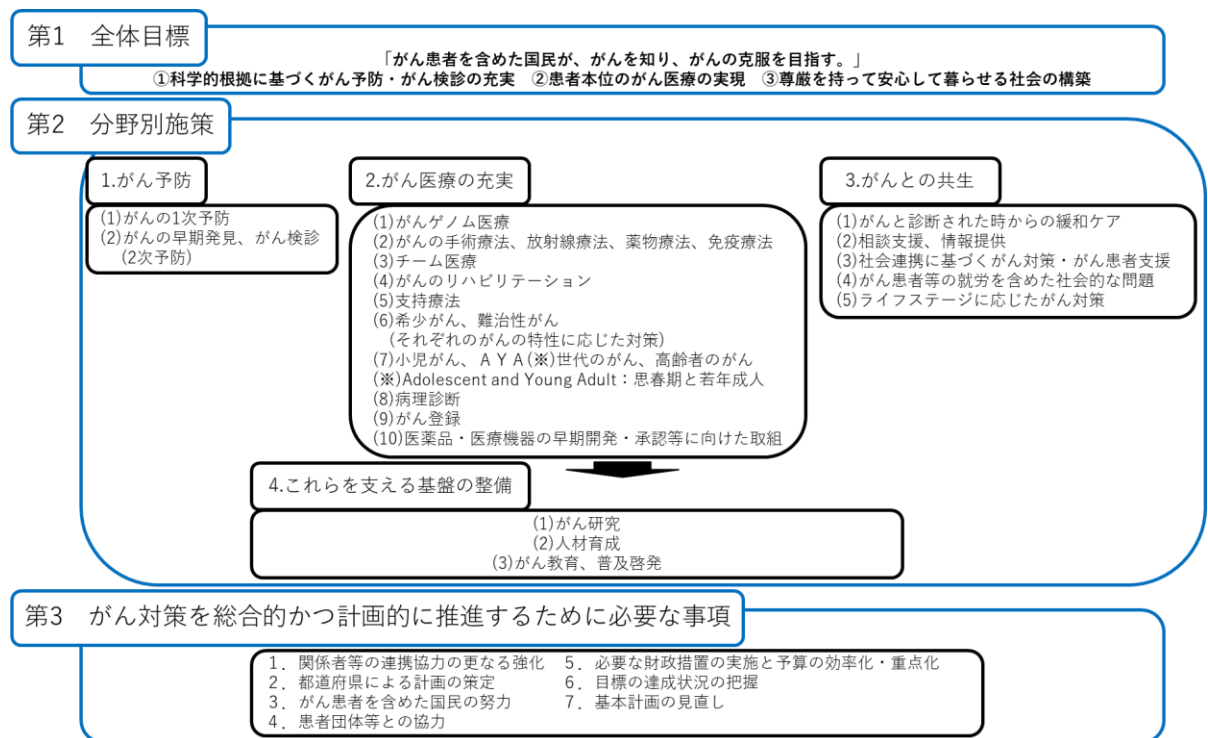 第1　全体目標
「がん患者を含めた国民が、がんを知り、がんの克服を目指す。」
①科学的根拠に基づくがん予防・がん検診の充実　②患者本位のがん医療の実現　③尊厳を持って安心して暮らせる社会の構築
第2　分野別施策
1.がん予防
(1)がんの1次予防
(2)がんの早期発見、がん検診
(2次予防)
2.がん医療の充実
(1)がんゲノム医療
(2)がんの手術療法、放射線療法、薬物療法、免疫療法
(3)チーム医療
(4)がんのリハビリテーション
(5)支持療法
(6)希少がん、難治性がん
(それぞれのがんの特性に応じた対策)
(7)小児がん、ＡＹＡ(※)世代のがん、高齢者のがん
(※)Adolescent and Young Adult：思春期と若年成人
(8)病理診断
(9)がん登録
(10)医薬品・医療機器の早期開発・承認等に向けた取組
3.がんとの共生
(1)がんと診断された時からの緩和ケア
(2)相談支援、情報提供
(3)社会連携に基づくがん対策・がん患者支援
(4)がん患者等の就労を含めた社会的な問題
(5)ライフステージに応じたがん対策
4.これらを支える基盤の整備
(1)がん研究
(2)人材育成
(3)がん教育、普及啓発
第3　がん対策を総合的かつ計画的に推進するために必要な事項
1．関係者等の連携協力の更なる強化
2．都道府県による計画の策定
3．がん患者を含めた国民の努力
4．患者団体等との協力
5．必要な財政措置の実施と予算の効率化・重点化
6．目標の達成状況の把握
7．基本計画の見直し